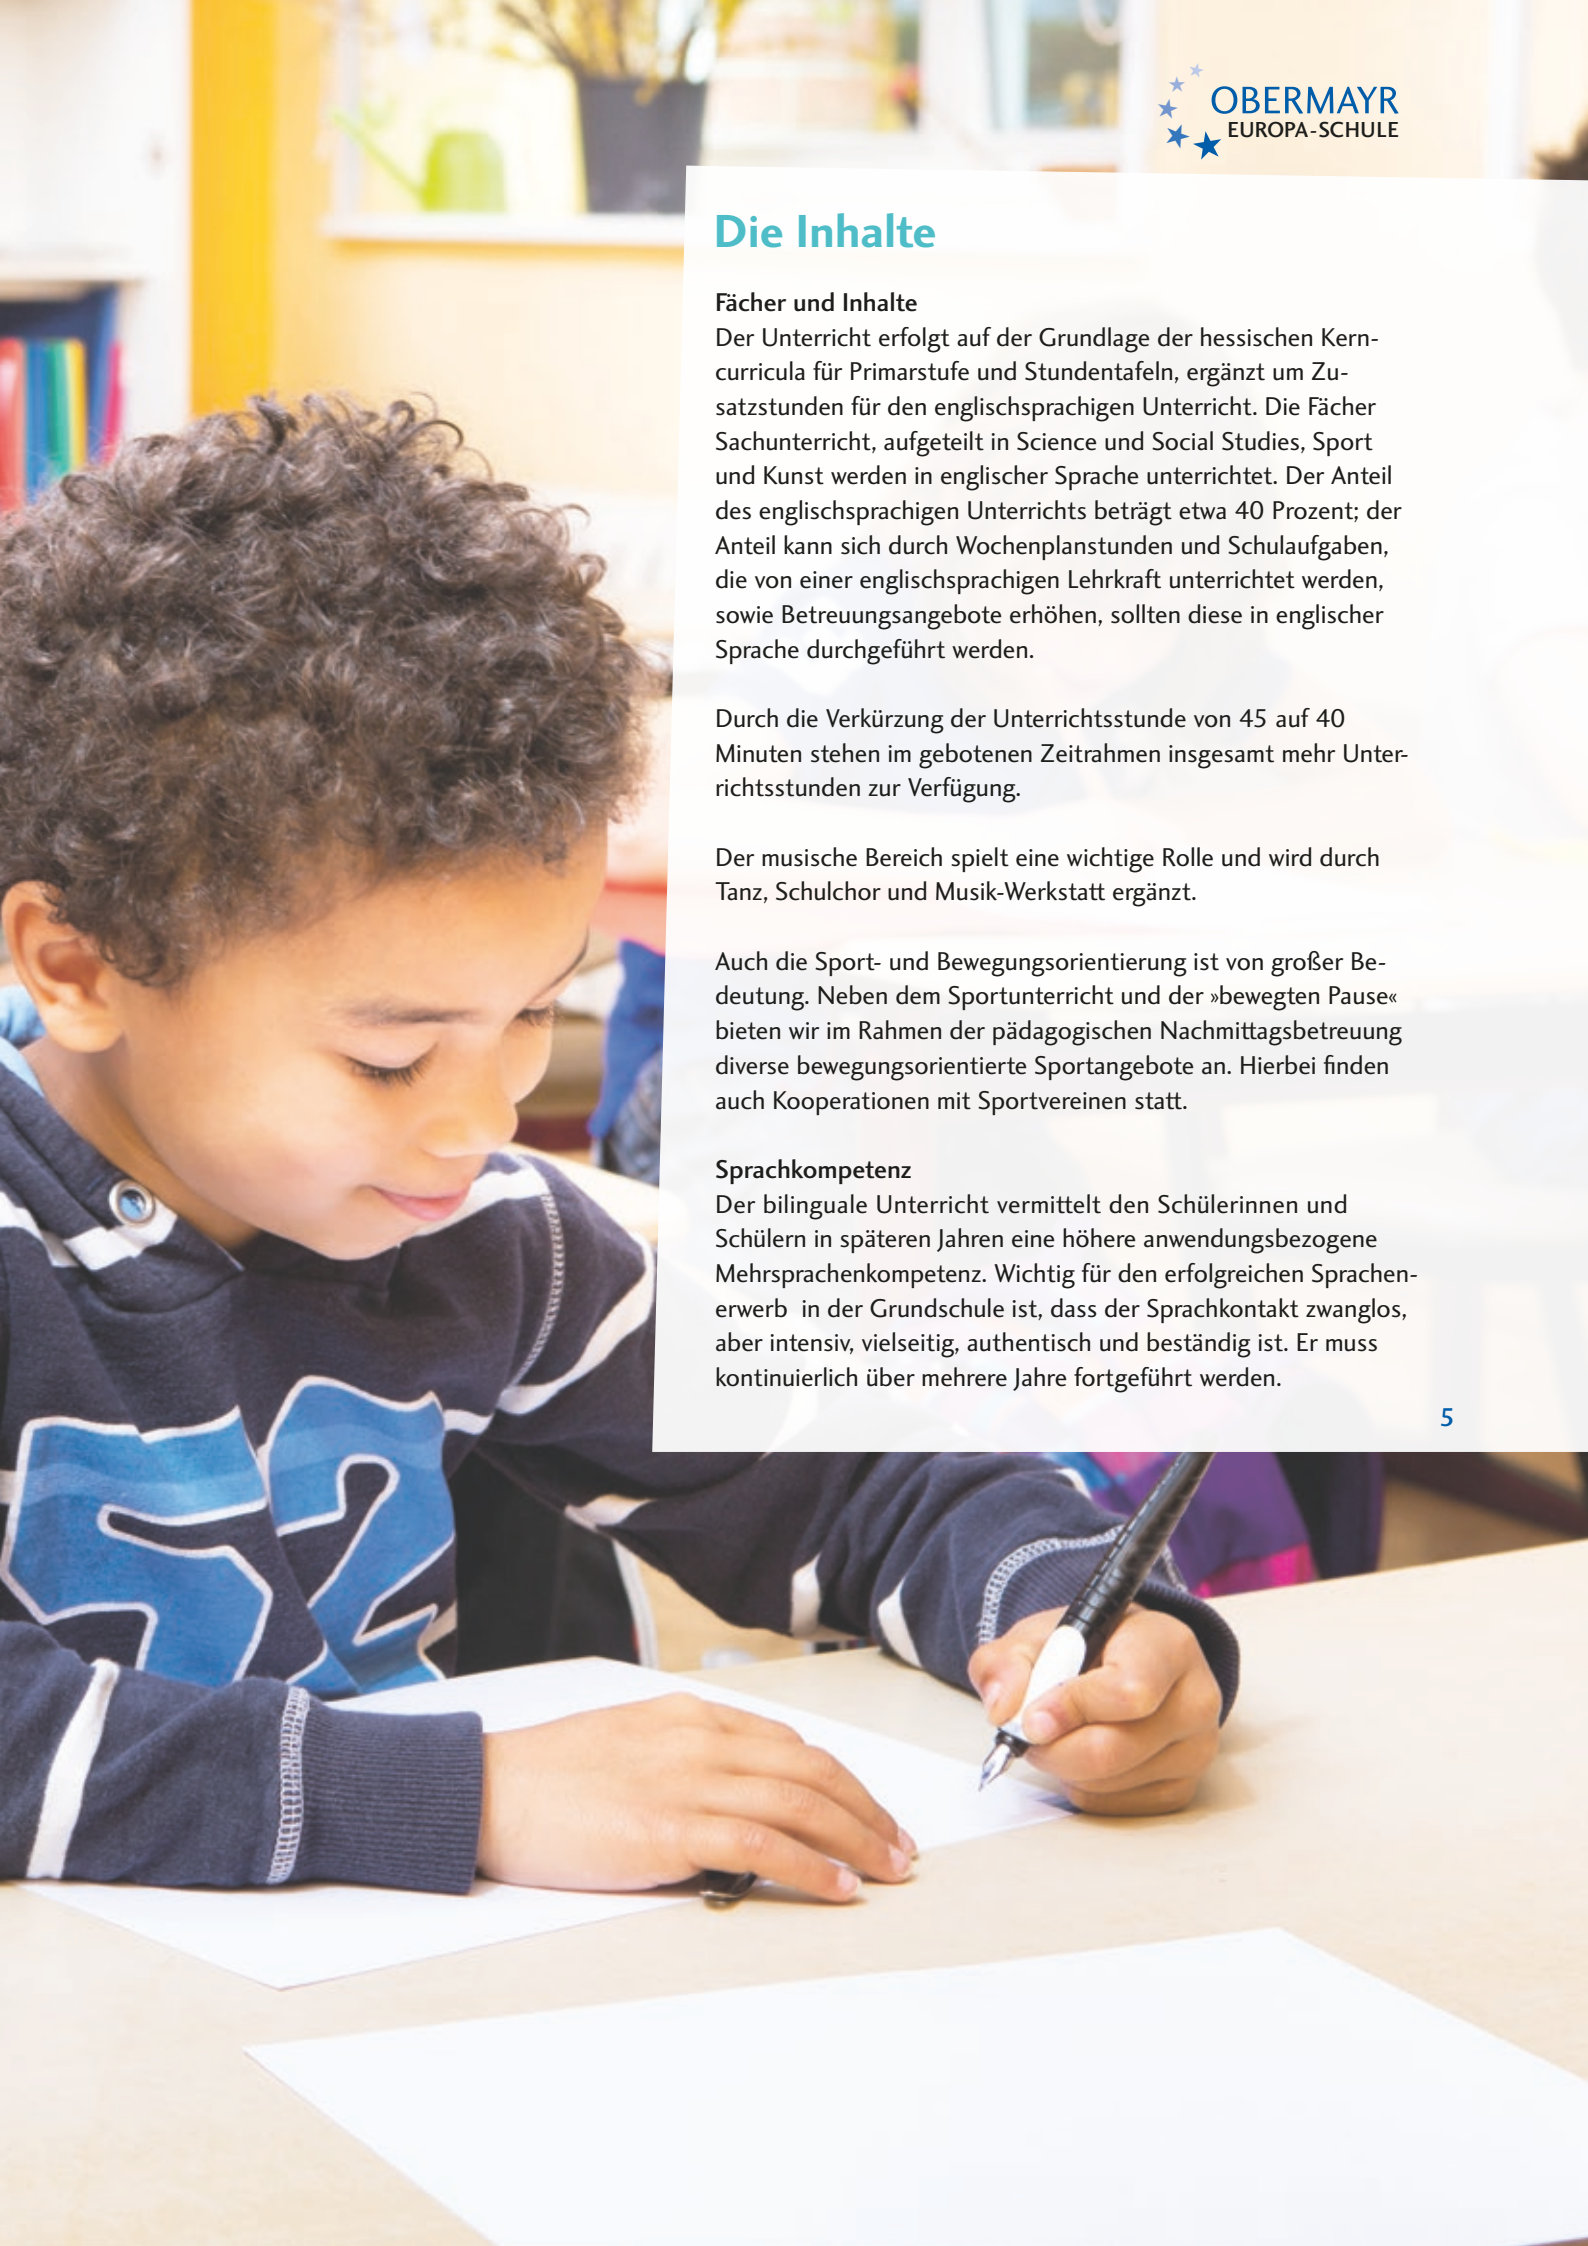 OBERMAYR
EUROPA-SCHULE
Die Inhalte
Fächer und Inhalte
Der Unterricht erfolgt auf der Grundlage der hessischen Kern-
curricula für Primarstufe und Stundentafeln, ergänzt um Zu-
satzstunden für den englischsprachigen Unterricht. Die Fächer
Sachunterricht, aufgeteilt in Science und Social Studies, Sport
und Kunst werden in englischer Sprache unterrichtet. Der Anteil
des englischsprachigen Unterrichts beträgt etwa 40 Prozent; der
Anteil kann sich durch Wochenplanstunden und Schulaufgaben,
die von einer englischsprachigen Lehrkraft unterrichtet werden,
sowie Betreuungsangebote erhöhen, sollten diese in englischer
Sprache durchgeführt werden.
Durch die Verkürzung der Unterrichtsstunde von 45 auf 40
Minuten stehen im gebotenen Zeitrahmen insgesamt mehr Unter-
richtsstunden zur Verfügung.
Der musische Bereich spielt eine wichtige Rolle und wird durch
Tanz, Schulchor und Musik-Werkstatt ergänzt.
Auch die Sport- und Bewegungsorientierung ist von großer Be-
deutung. Neben dem Sportunterricht und der »bewegten Pause«
bieten wir im Rahmen der pädagogischen Nachmittagsbetreuung
diverse bewegungsorientierte Sportangebote an. Hierbei finden
auch Kooperationen mit Sportvereinen statt.
Sprachkompetenz
Der bilinguale Unterricht vermittelt den Schülerinnen und
Schülern in späteren Jahren eine höhere anwendungsbezogene
Mehrsprachenkompetenz. Wichtig für den erfolgreichen Sprachen-
erwerb  in der Grundschule ist, dass der Sprachkontakt zwanglos,
aber intensiv, vielseitig, authentisch und beständig ist. Er muss
kontinuierlich über mehrere Jahre fortgeführt werden.
5
52